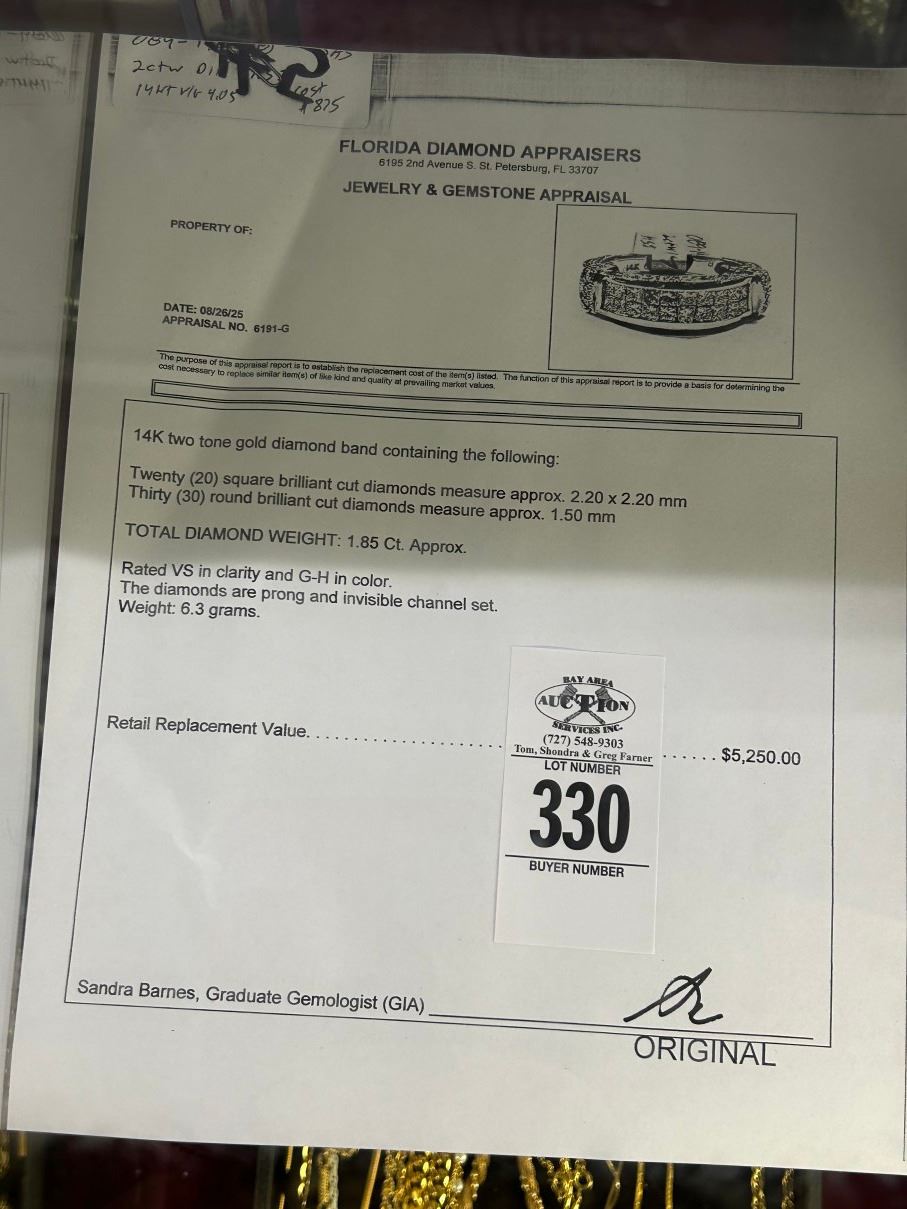 2ctw
14KT Y/G 4.05 cost
$875
FLORIDA DIAMOND APPRAISERS
6195 2nd Avenue S. St. Petersburg, FL 33707
JEWELRY & GEMSTONE APPRAISAL
PROPERTY OF:
14K
DATE: 08/26/25
APPRAISAL NO. 6191-G
The purpose of this appraisal report is to establish the replacement cost of the item(s) listed. The function of this appraisal report is to provide a basis for determining the
cost necessary to replace similar item(s) of like kind and quality at prevailing market values.
14K two tone gold diamond band containing the following:
Twenty (20) square brilliant cut diamonds measure approx. 2.20 x 2.20 mm
Thirty (30) round brilliant cut diamonds measure approx. 1.50 mm
TOTAL DIAMOND WEIGHT: 1.85 Ct. Approx.
Rated VS in clarity and G-H in color.
The diamonds are prong and invisible channel set.
Weight: 6.3 grams.
BAY AREA
AUCTION
SERVICES INC.
(727) 548-9303
Tom, Shondra & Greg Farner
LOT NUMBER
330
BUYER NUMBER
Retail Replacement Value. . . . . . . . . . . . . . . . . . . . . . . . . $5,250.00
Sandra Barnes, Graduate Gemologist (GIA)
ORIGINAL